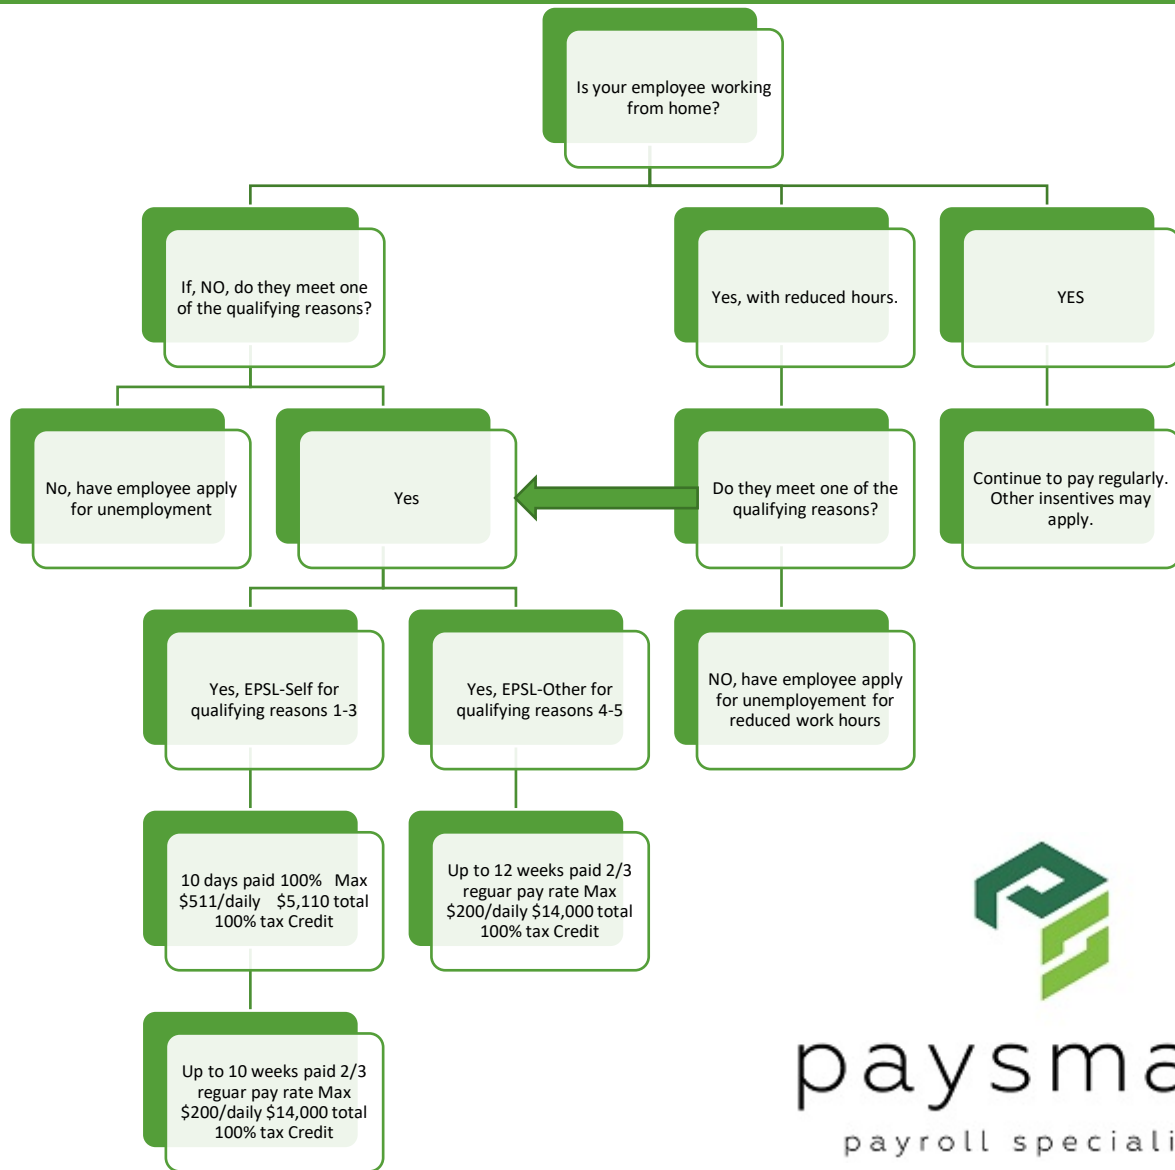 Is your employee working
from home?
If, NO, do they meet one
of the qualifying reasons?
Yes, with reduced hours.
YES
No, have employee apply
for unemployment
Yes
Do they meet one of the
qualifying reasons?
Continue to pay regularly.
Other insentives may
apply.
Yes, EPSL-Self for
qualifying reasons 1-3
Yes, EPSL-Other for
qualifying reasons 4-5
NO, have employee apply
for unemployement for
reduced work hours
10 days paid 100% Max
$511/daily $5,110 total
100% tax Credit
Up to 12 weeks paid 2/3
reguar pay rate Max
$200/daily $14,000 total
100% tax Credit
Up to 10 weeks paid 2/3
reguar pay rate Max
$200/daily $14,000 total
100% tax Credit
paysma
payroll speciali